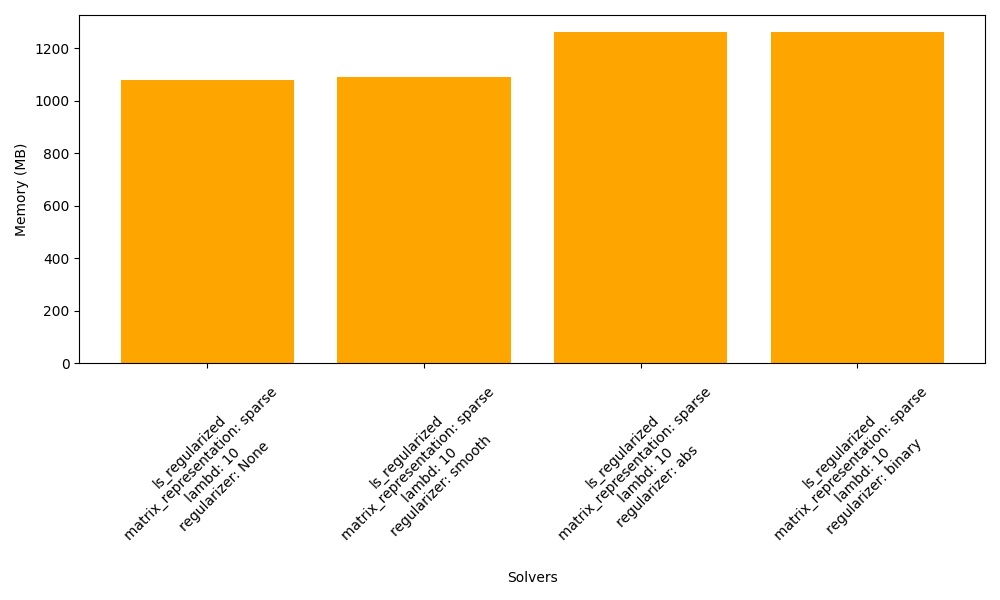 1200
1000
800
600
400
200
0
Memory (MB)
ls_regularized
matrix_representation: sparse
lambd: 10
regularizer: None
ls_regularized
matrix_representation: sparse
lambd: 10
regularizer: smooth
ls_regularized
matrix_representation: sparse
lambd: 10
regularizer: abs
ls_regularized
matrix_representation: sparse
lambd: 10
regularizer: binary
Solvers